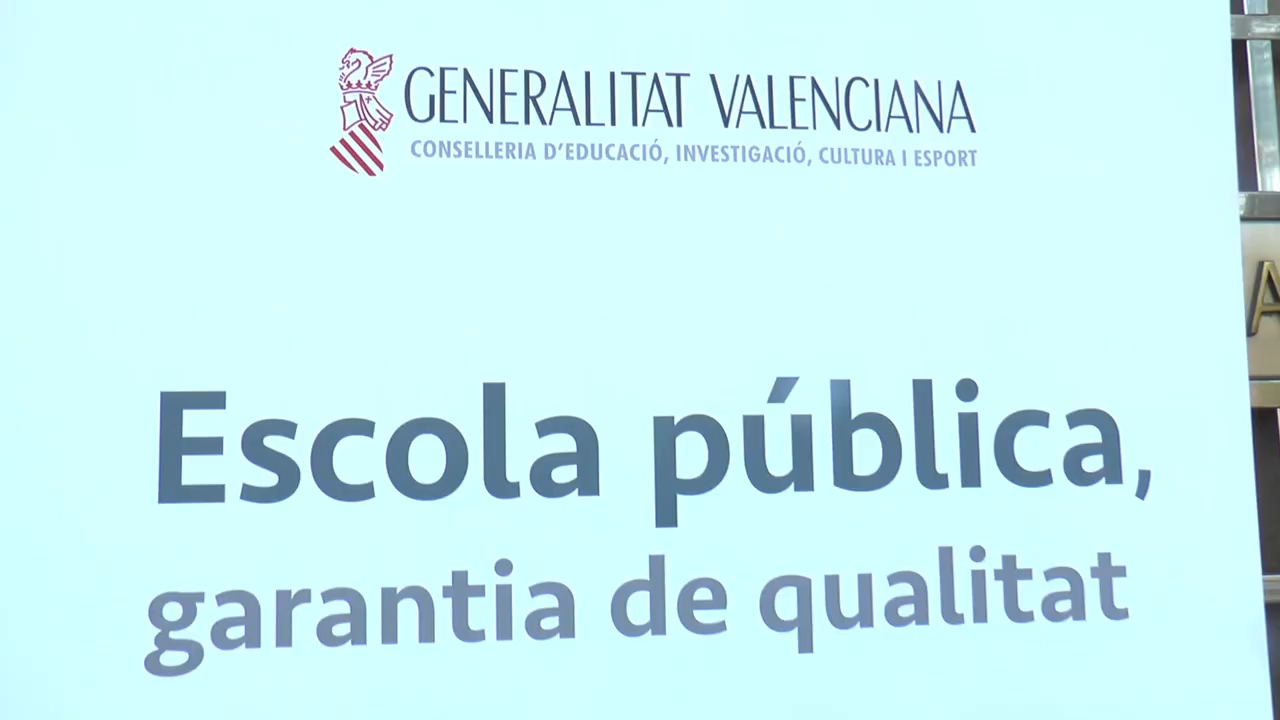 GENERALITAT VALENCIANA
CONSELLERIA D'EDUCACIÓ, INVESTIGACIÓ, CULTURA I ESPORT
Escola pública,
garantia de qualitat
A